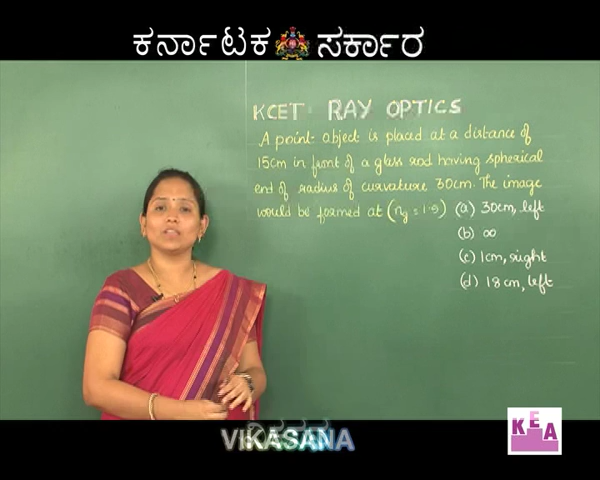 ಕರ್ನಾಟಕ ಸರ್ಕಾರ
KCET RAY OPTICS
A point object is placed at a distance of
15cm in front of a glass rod having spherical
end of radius of curvature 30cm. The image
would be formed at (ng = 1.5) (a) 30cm, left
(b) ∞
(c) 1cm, right
(d) 18cm, left
VIKASANA
KEA